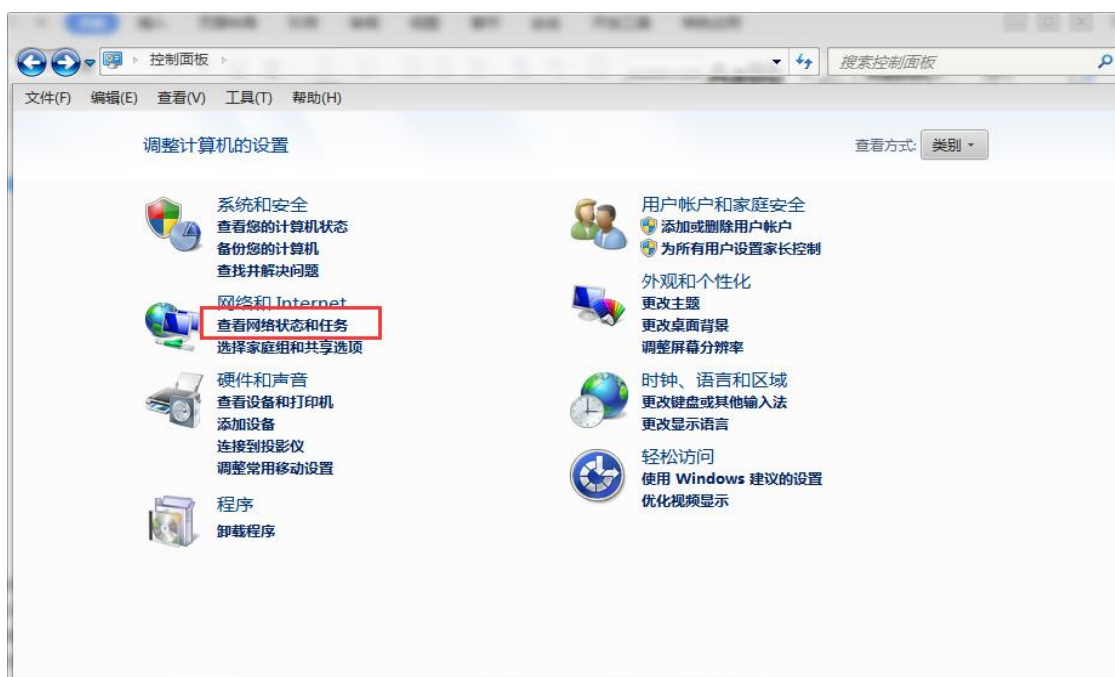 控制面板
搜索控制面板
文件(F) 编辑(E) 查看(V) 工具(T) 帮助(H)
调整计算机的设置
查看方式: 类别
系统和安全
查看您的计算机状态
备份您的计算机
查找并解决问题
网络和 Internet
查看网络状态和任务
选择家庭组和共享选项
硬件和声音
查看设备和打印机
添加设备
连接到投影仪
调整常用移动设置
程序
卸载程序
用户帐户和家庭安全
添加或删除用户帐户
为所有用户设置家长控制
外观和个性化
更改主题
更改桌面背景
调整屏幕分辨率
时钟、语言和区域
更改键盘或其他输入法
更改显示语言
轻松访问
使用 Windows 建议的设置
优化视频显示